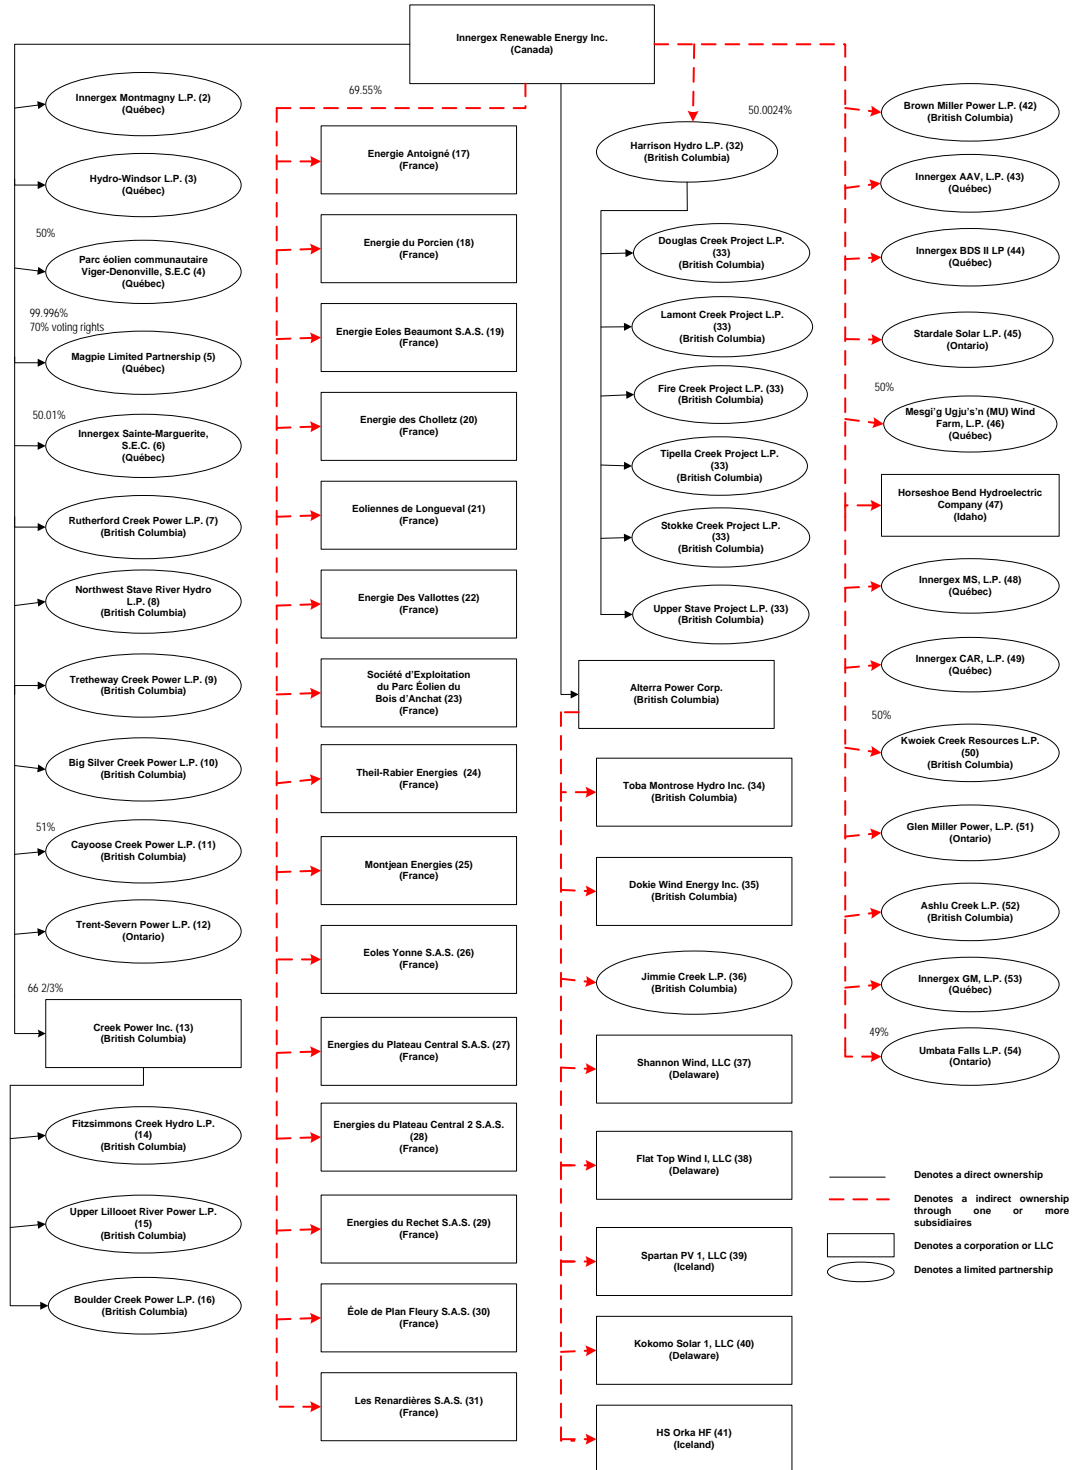 Innergex Renewable Energy Inc.
(Canada)
69.55%
50.0024%
Innergex Montmagny L.P. (2)
(Québec)
Hydro-Windsor L.P. (3)
(Québec)
50%
Parc éolien communautaire
Viger-Denonville, S.E.C (4)
(Québec)
99.996%
70% voting rights
Magpie Limited Partnership (5)
(Québec)
50.01%
Innergex Sainte-Marguerite,
S.E.C. (6)
(Québec)
Rutherford Creek Power L.P. (7)
(British Columbia)
Northwest Stave River Hydro
L.P. (8)
(British Columbia)
Tretheway Creek Power L.P. (9)
(British Columbia)
Big Silver Creek Power L.P. (10)
(British Columbia)
51%
Cayoose Creek Power L.P. (11)
(British Columbia)
Trent-Severn Power L.P. (12)
(Ontario)
66 2/3%
Creek Power Inc. (13)
(British Columbia)
Fitzsimmons Creek Hydro L.P.
(14)
(British Columbia)
Upper Lillooet River Power L.P.
(15)
(British Columbia)
Boulder Creek Power L.P. (16)
(British Columbia)
Energie Antoigné (17)
(France)
Energie du Porcien (18)
(France)
Energie Eoles Beaumont S.A.S. (19)
(France)
Energie des Cholletz (20)
(France)
Eoliennes de Longueval (21)
(France)
Energie Des Vallottes (22)
(France)
Société d'Exploitation
du Parc Éolien du
Bois d'Anchat (23)
(France)
Theil-Rabier Energies (24)
(France)
Montjean Energies (25)
(France)
Eoles Yonne S.A.S. (26)
(France)
Energies du Plateau Central S.A.S. (27)
(France)
Energies du Plateau Central 2 S.A.S.
(28)
(France)
Energies du Rechet S.A.S. (29)
(France)
Éole de Plan Fleury S.A.S. (30)
(France)
Les Renardières S.A.S. (31)
(France)
Harrison Hydro L.P. (32)
(British Columbia)
Douglas Creek Project L.P.
(33)
(British Columbia)
Lamont Creek Project L.P.
(33)
(British Columbia)
Fire Creek Project L.P. (33)
(British Columbia)
Tipella Creek Project L.P.
(33)
(British Columbia)
Stokke Creek Project L.P.
(33)
(British Columbia)
Upper Stave Project L.P. (33)
(British Columbia)
Alterra Power Corp.
(British Columbia)
Toba Montrose Hydro Inc. (34)
(British Columbia)
Dokie Wind Energy Inc. (35)
(British Columbia)
Jimmie Creek L.P. (36)
(British Columbia)
Shannon Wind, LLC (37)
(Delaware)
Flat Top Wind I, LLC (38)
(Delaware)
Spartan PV 1, LLC (39)
(Iceland)
Kokomo Solar 1, LLC (40)
(Delaware)
HS Orka HF (41)
(Iceland)
Brown Miller Power L.P. (42)
(British Columbia)
Innergex AAV, L.P. (43)
(Québec)
Innergex BDS II LP (44)
(Québec)
Stardale Solar L.P. (45)
(Ontario)
50%
Mesgi'g Ugju's'n (MU) Wind
Farm, L.P. (46)
(Québec)
Horseshoe Bend Hydroelectric
Company (47)
(Idaho)
Innergex MS, L.P. (48)
(Québec)
Innergex CAR, L.P. (49)
(Québec)
50%
Kwoiek Creek Resources L.P.
(50)
(British Columbia)
Glen Miller Power, L.P. (51)
(Ontario)
Ashlu Creek L.P. (52)
(British Columbia)
Innergex GM, L.P. (53)
(Québec)
49%
Umbata Falls L.P. (54)
(Ontario)
Denotes a direct ownership
Denotes a indirect ownership
through one or more
subsidiaires
Denotes a corporation or LLC
Denotes a limited partnership